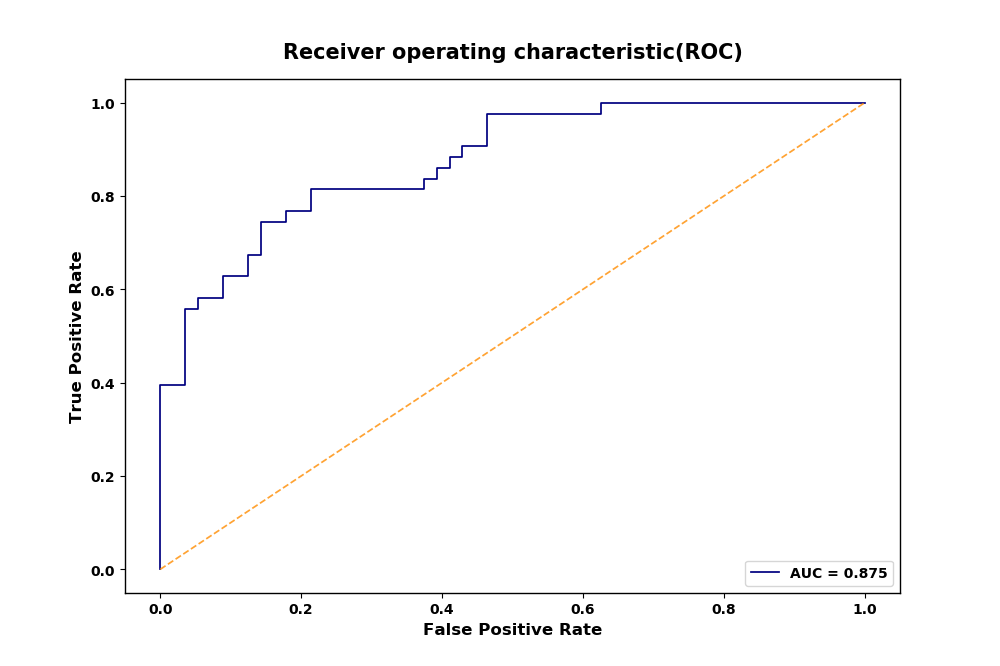 Receiver operating characteristic(ROC)
1.0
0.8
0.6
0.4
0.2
0.0
True Positive Rate
AUC = 0.875
0.0 0.2 0.4 0.6 0.8 1.0
False Positive Rate